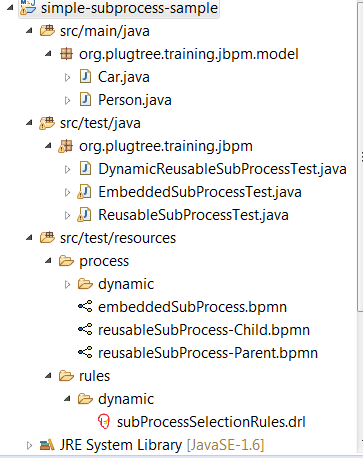 simple-subprocess-sample
src/main/java
org.plugtree.training.jbpm.model
Car.java
Person.java
src/test/java
org.plugtree.training.jbpm
DynamicReusableSubProcessTest.java
EmbeddedSubProcessTest.java
ReusableSubProcessTest.java
src/test/resources
process
dynamic
embeddedSubProcess.bpmn
reusableSubProcess-Child.bpmn
reusableSubProcess-Parent.bpmn
rules
dynamic
subProcessSelectionRules.drl
JRE System Library [JavaSE-1.6]